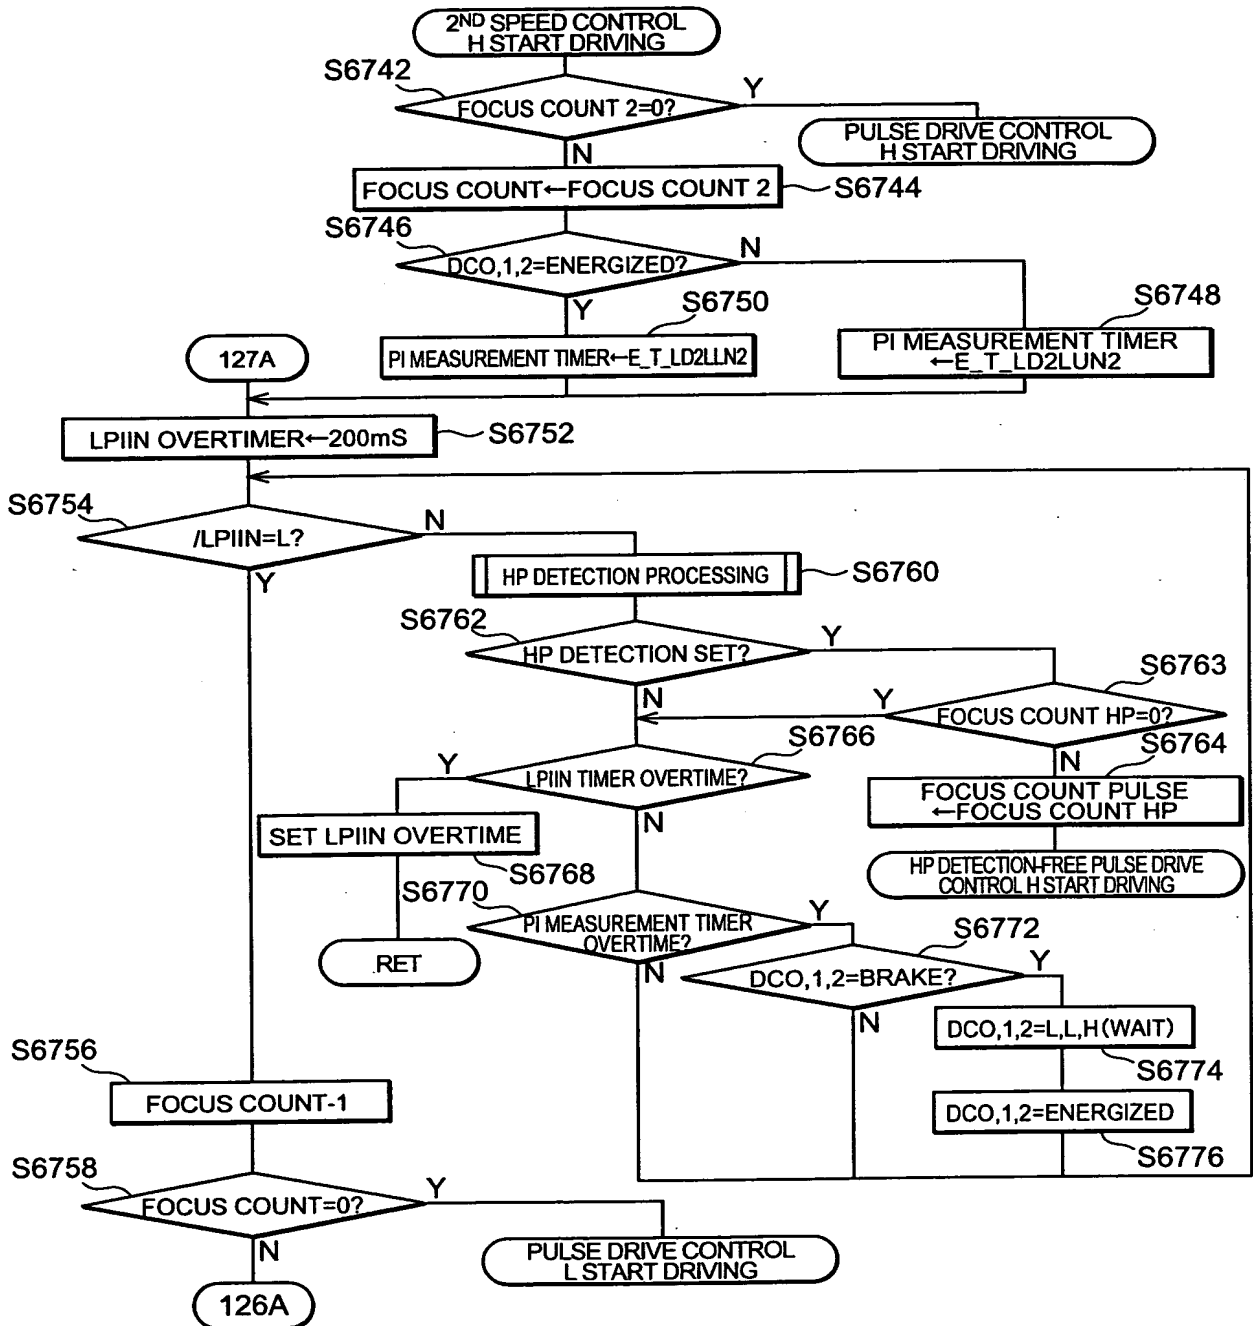 2ND SPEED CONTROL
H START DRIVING
S6742
FOCUS COUNT 2=0?
Y
PULSE DRIVE CONTROL
H START DRIVING
N
FOCUS COUNT←FOCUS COUNT 2
S6744
S6746
DCO,1,2=ENERGIZED?
N
Y
S6750
S6748
127A
PI MEASUREMENT TIMER←E_T_LD2LLN2
PI MEASUREMENT TIMER
←E_T_LD2LUN2
LPIIN OVERTIMER←200mS
S6752
S6754
/LPIIN=L?
N
Y
HP DETECTION PROCESSING
S6760
S6762
HP DETECTION SET?
Y
N
S6763
Y
FOCUS COUNT HP=0?
S6766
S6764
Y
LPIIN TIMER OVERTIME?
N
N
FOCUS COUNT PULSE
←FOCUS COUNT HP
SET LPIIN OVERTIME
S6768
HP DETECTION-FREE PULSE DRIVE
CONTROL H START DRIVING
S6770
PI MEASUREMENT TIMER
OVERTIME?
Y
N
S6772
RET
DCO,1,2=BRAKE?
Y
N
DCO,1,2=L,L,H(WAIT)
S6774
S6756
FOCUS COUNT-1
DCO,1,2=ENERGIZED
S6776
S6758
FOCUS COUNT=0?
Y
N
PULSE DRIVE CONTROL
L START DRIVING
126A